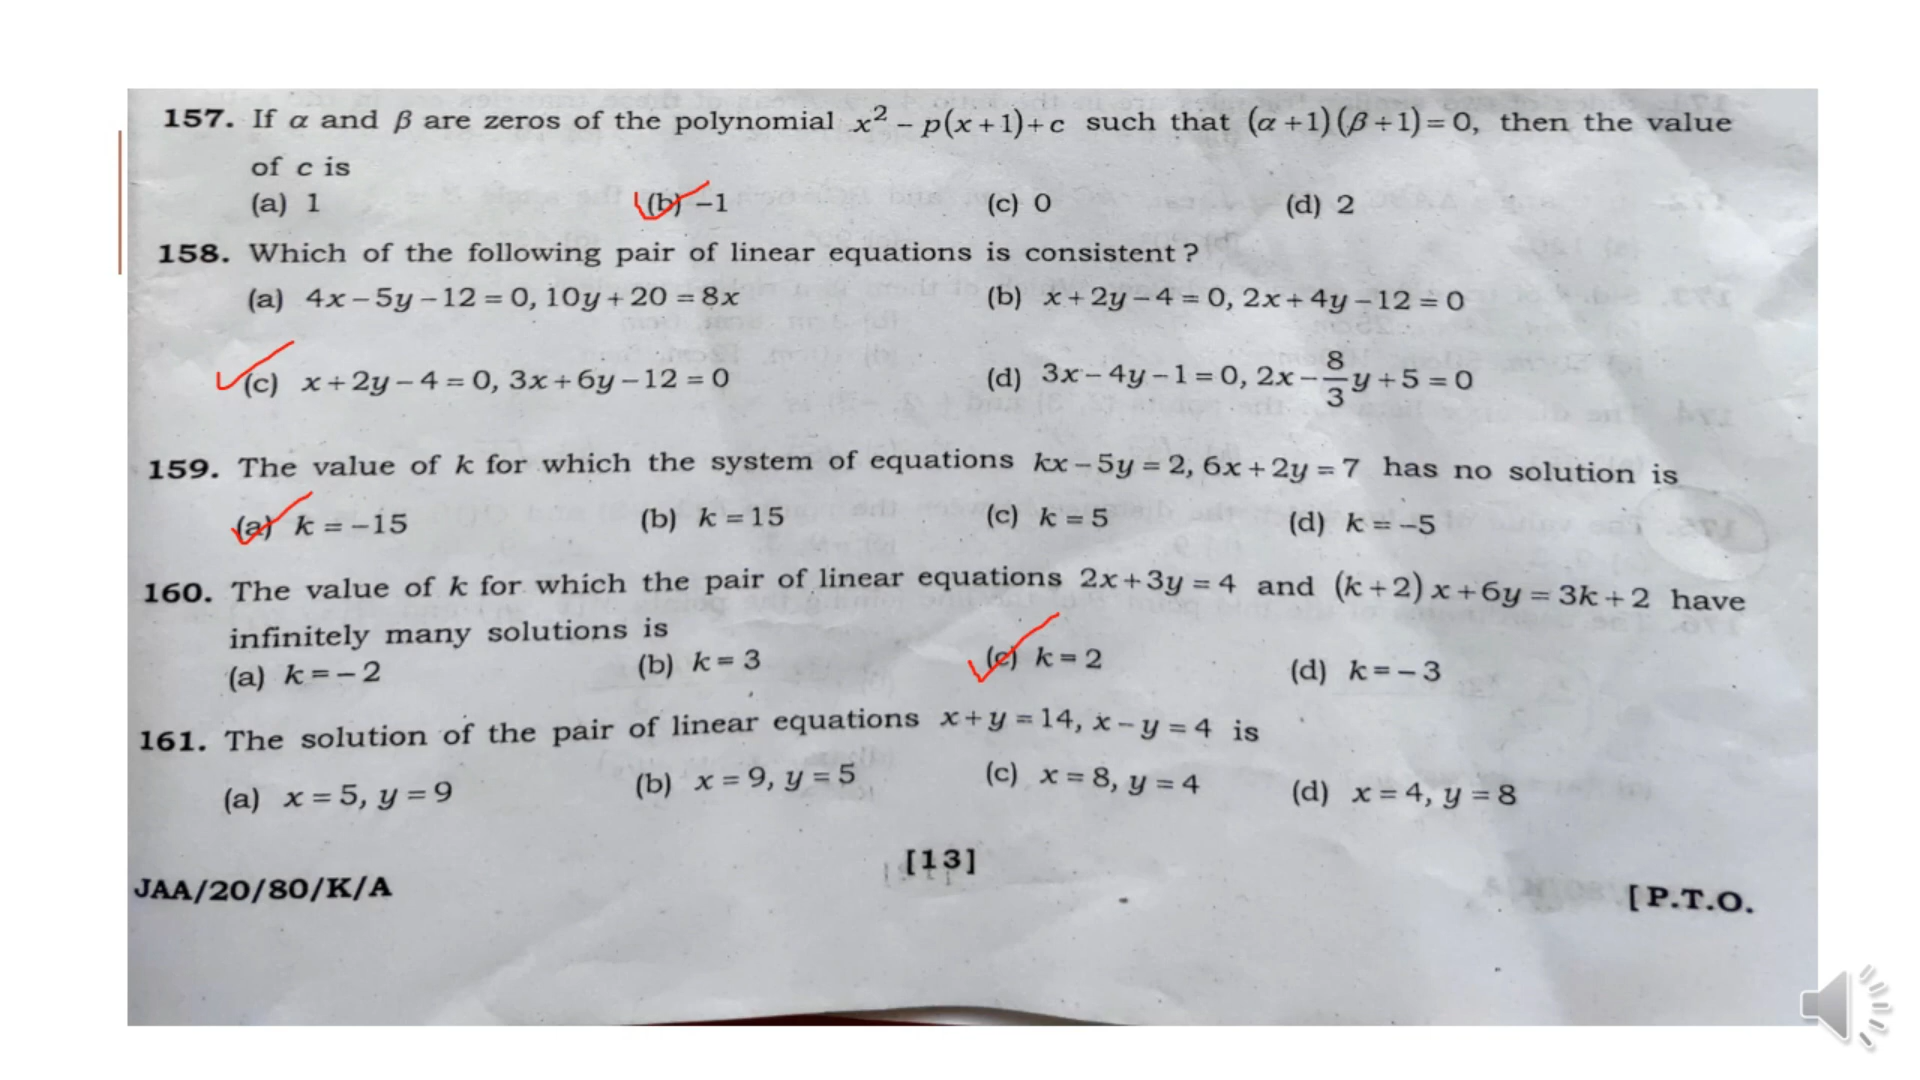 157. If α and β are zeros of the polynomial x² – p(x+1)+c such that (α+1)(β+1)=0, then the value
of c is
(a) 1 (b) –1 (c) 0 (d) 2
158. Which of the following pair of linear equations is consistent?
(a) 4x – 5y – 12 = 0, 10y + 20 = 8x (b) x + 2y – 4 = 0, 2x + 4y – 12 = 0
(c) x + 2y – 4 = 0, 3x + 6y – 12 = 0 (d) 3x – 4y – 1 = 0, 2x – 8/3 y + 5 = 0
159. The value of k for which the system of equations kx – 5y = 2, 6x + 2y = 7 has no solution is
(a) k = –15 (b) k = 15 (c) k = 5 (d) k = –5
160. The value of k for which the pair of linear equations 2x + 3y = 4 and (k+2)x + 6y = 3k + 2 have
infinitely many solutions is
(a) k = – 2 (b) k = 3 (c) k = 2 (d) k = – 3
161. The solution of the pair of linear equations x + y = 14, x – y = 4 is
(a) x = 5, y = 9 (b) x = 9, y = 5 (c) x = 8, y = 4 (d) x = 4, y = 8
[13]
JAA/20/80/K/A [P.T.O.